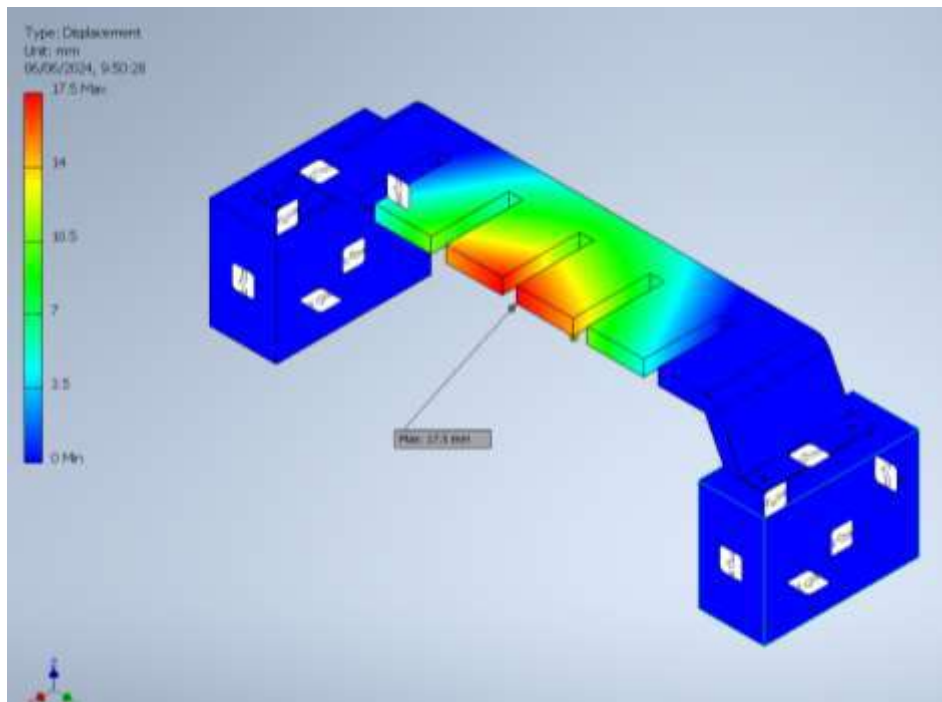 Type: Displacement
Unit: mm
06/06/2024, 9:50:28
17.5 Max
14
10.5
7
3.5
0 Min
Max: 17.5 mm